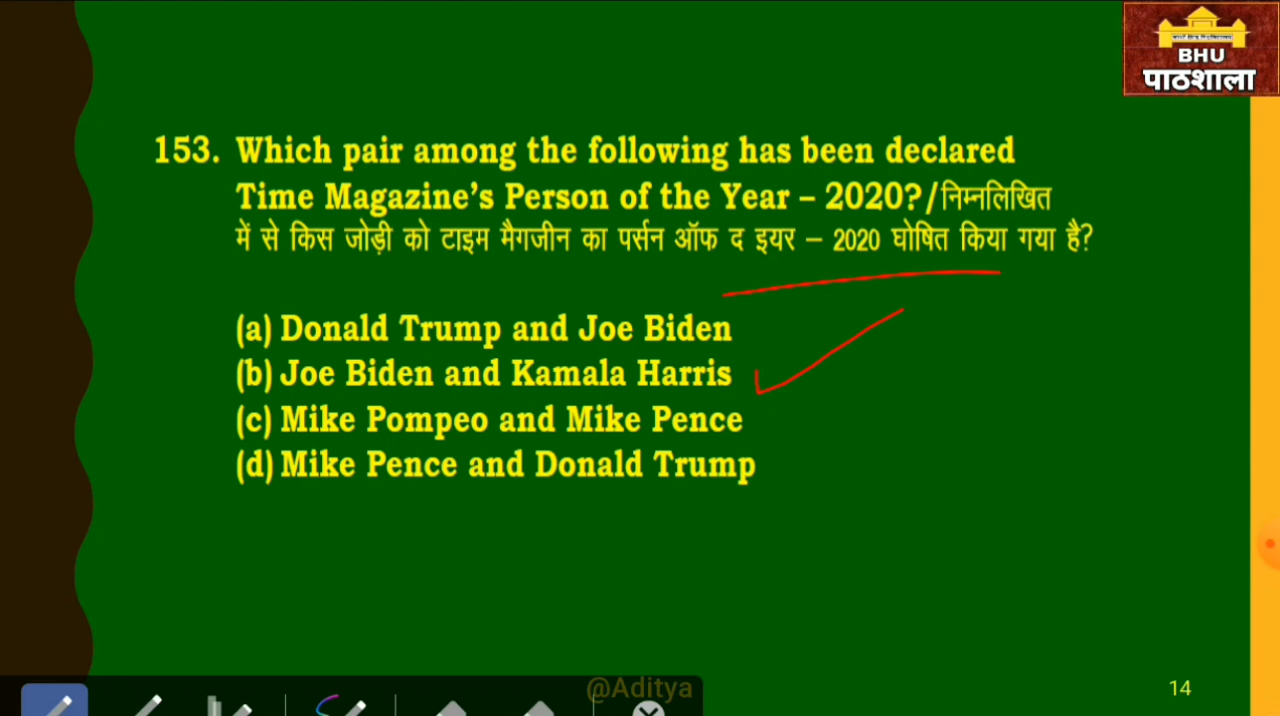 BHU
पाठशाला
153. Which pair among the following has been declared
Time Magazine's Person of the Year – 2020?/निम्नलिखित
में से किस जोड़ी को टाइम मैगजीन का पर्सन ऑफ द इयर – 2020 घोषित किया गया है?
(a) Donald Trump and Joe Biden
(b) Joe Biden and Kamala Harris
(c) Mike Pompeo and Mike Pence
(d) Mike Pence and Donald Trump
@Aditya
14